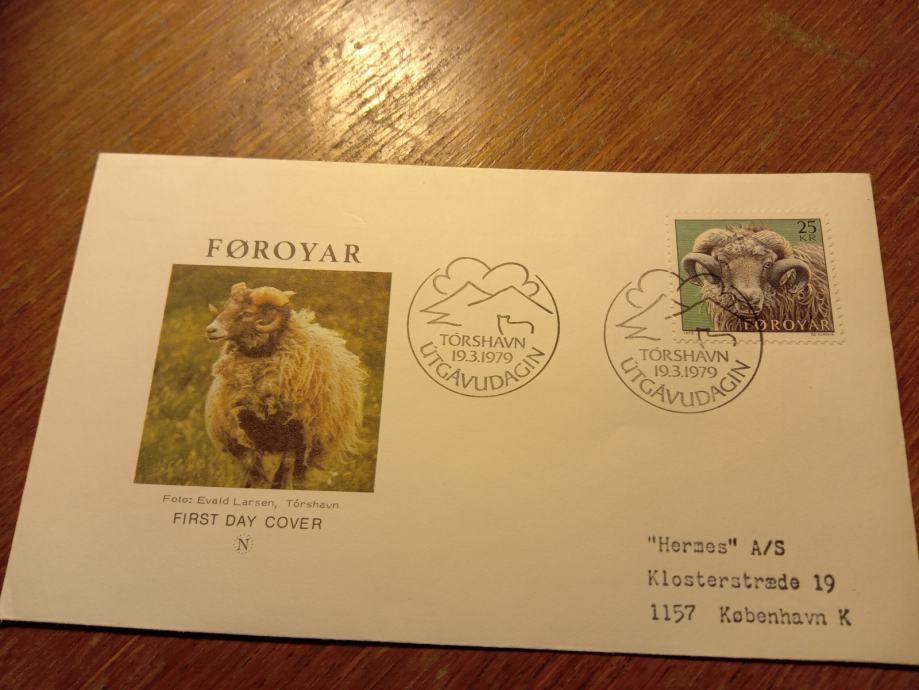 FØROYAR
Foto: Evald Larsen, Tórshavn
FIRST DAY COVER
N
TÓRSHAVN
19.3.1979
ÚTGÁVUDAGIN
25
KR
FØROYAR
TÓRSHAVN
19.3.1979
ÚTGÁVUDAGIN
"Hermes" A/S
Klosterstræde 19
1157 København K